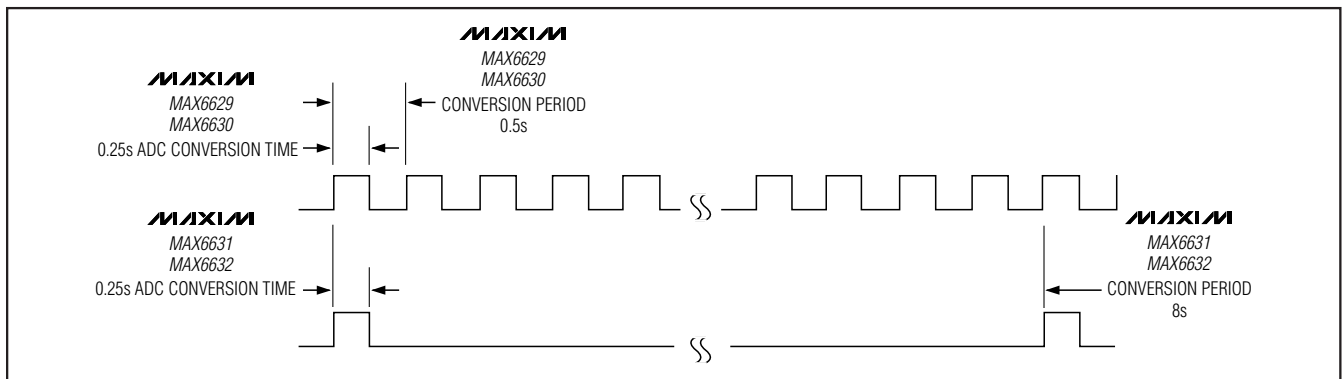 MAXIM
MAX6629
MAX6630
CONVERSION PERIOD
0.5s
MAXIM
MAX6629
MAX6630
0.25s ADC CONVERSION TIME
MAXIM
MAX6631
MAX6632
0.25s ADC CONVERSION TIME
MAXIM
MAX6631
MAX6632
CONVERSION PERIOD
8s